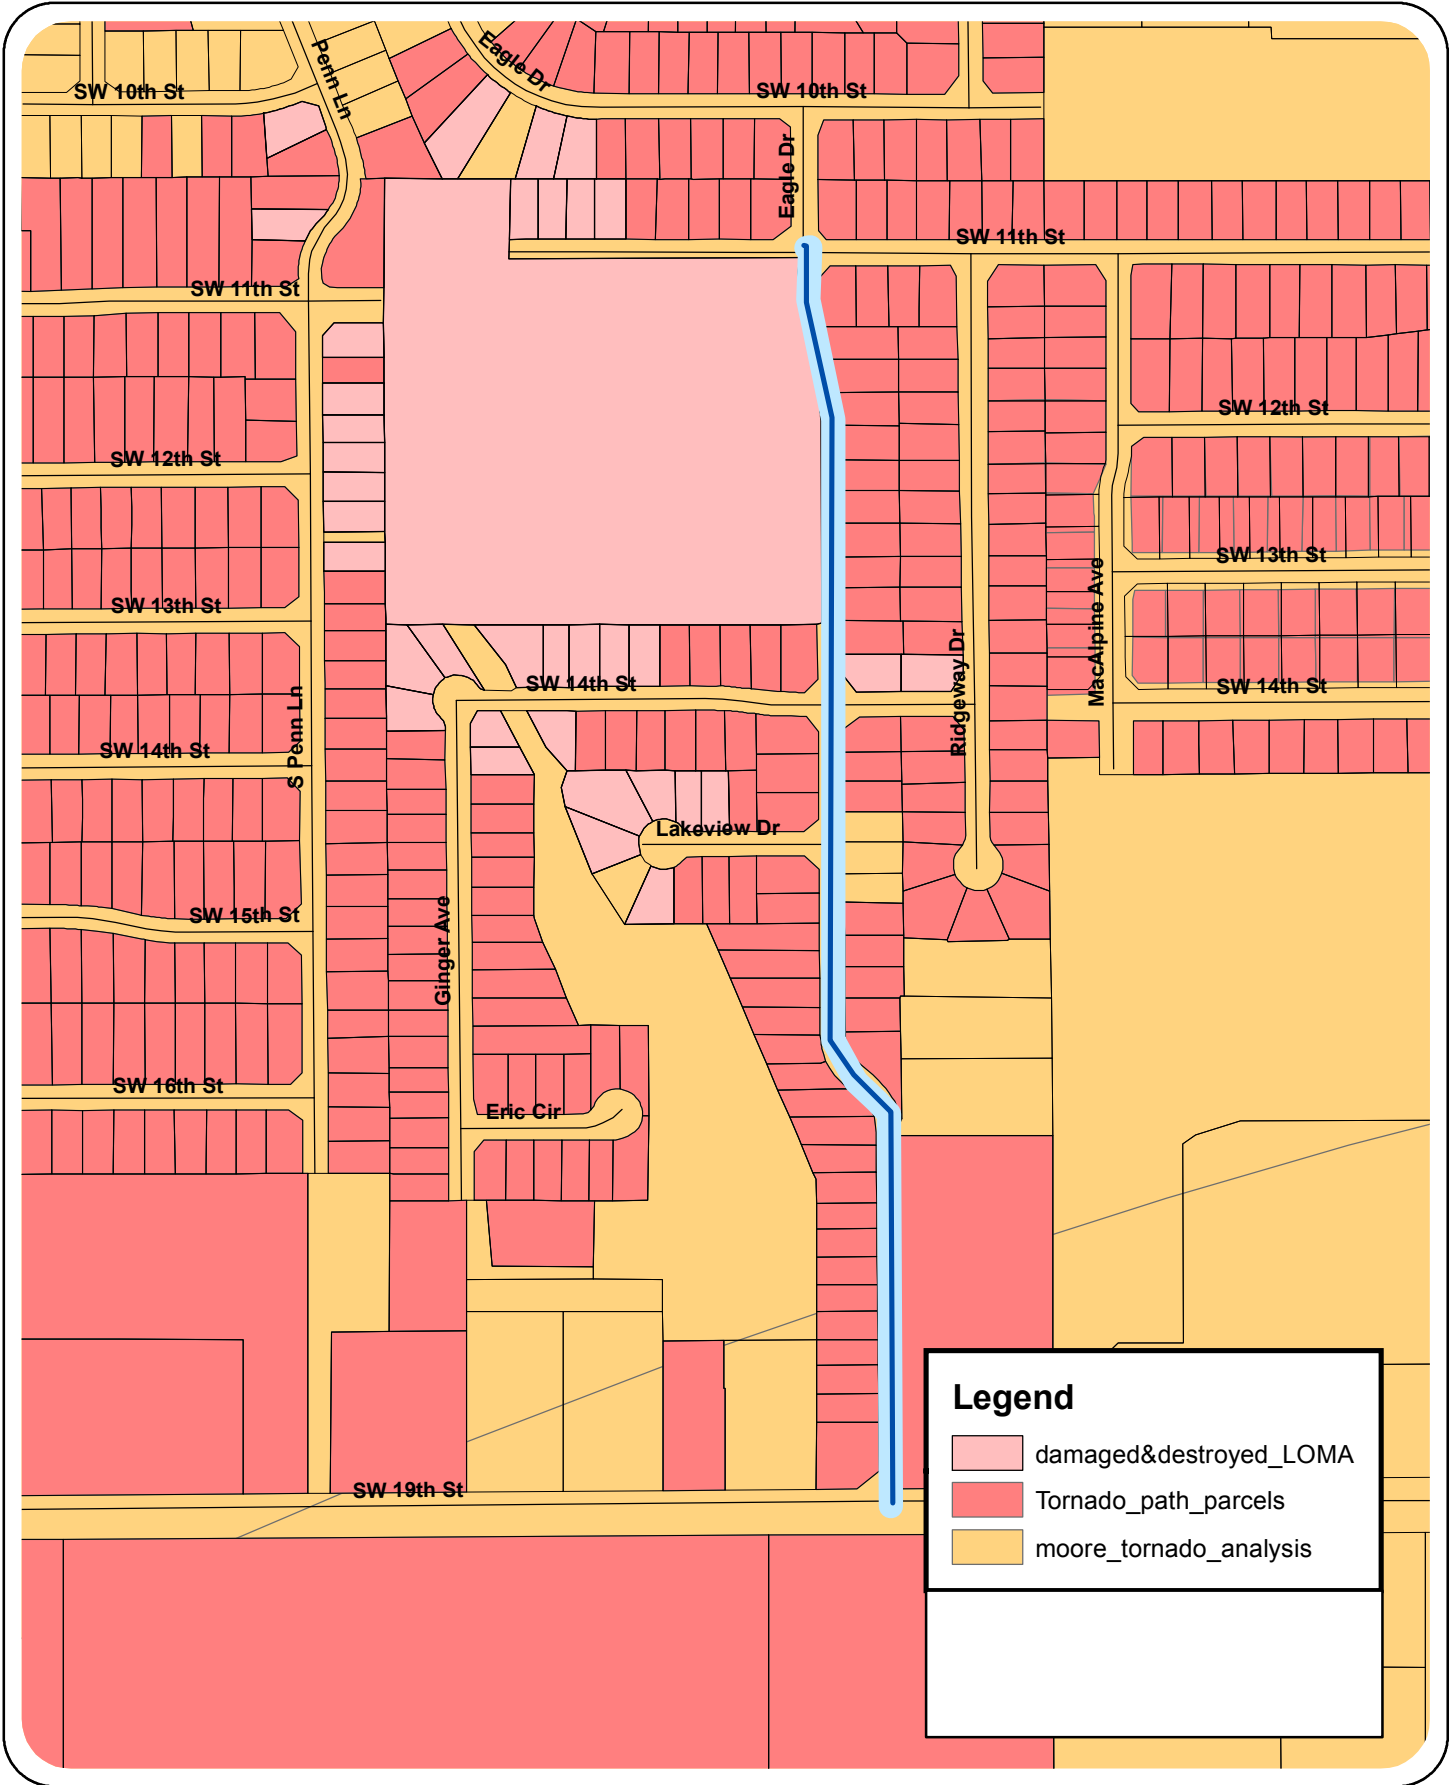 Penn Ln
Eagle Dr
SW 10th St
SW 10th St
Eagle Dr
SW 11th St
SW 11th St
SW 12th St
SW 12th St
SW 13th St
MacAlpine Ave
SW 13th St
Ridgeway Dr
SW 14th St
SW 14th St
S Penn Ln
SW 14th St
Lakeview Dr
SW 15th St
Ginger Ave
SW 16th St
Eric Cir
SW 19th St
Legend
damaged&destroyed_LOMA
Tornado_path_parcels
moore_tornado_analysis